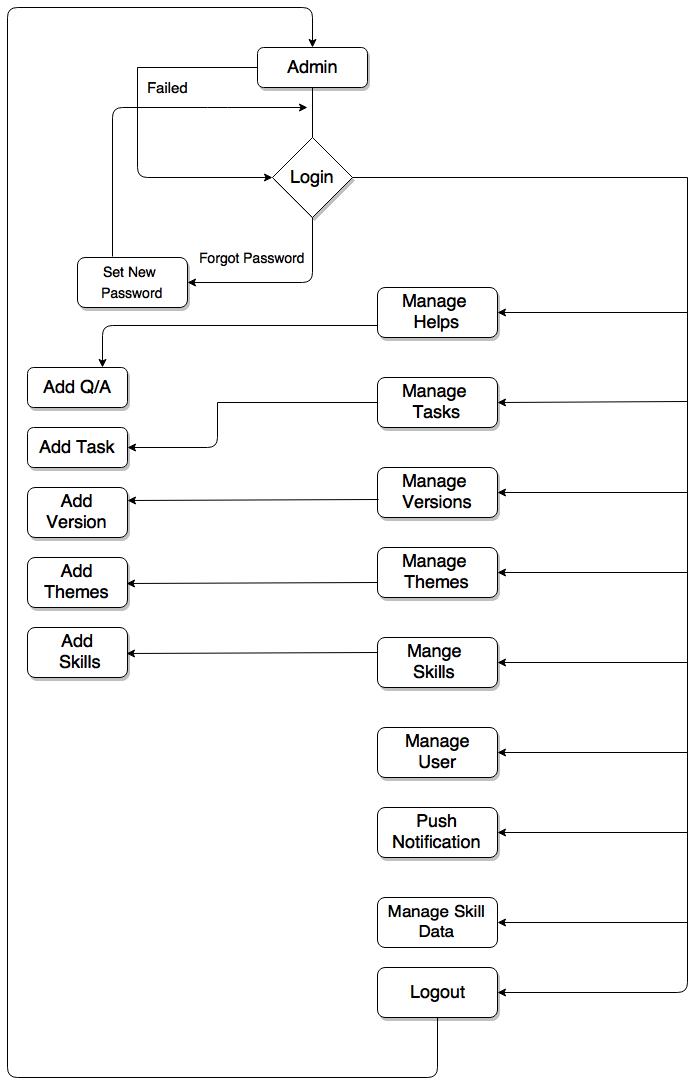 Admin
Failed
Login
Forgot Password
Set New
Password
Manage
Helps
Add Q/A
Manage
Tasks
Add Task
Manage
Versions
Add
Version
Manage
Themes
Add
Themes
Mange
Skills
Add
Skills
Manage
User
Push
Notification
Manage Skill
Data
Logout